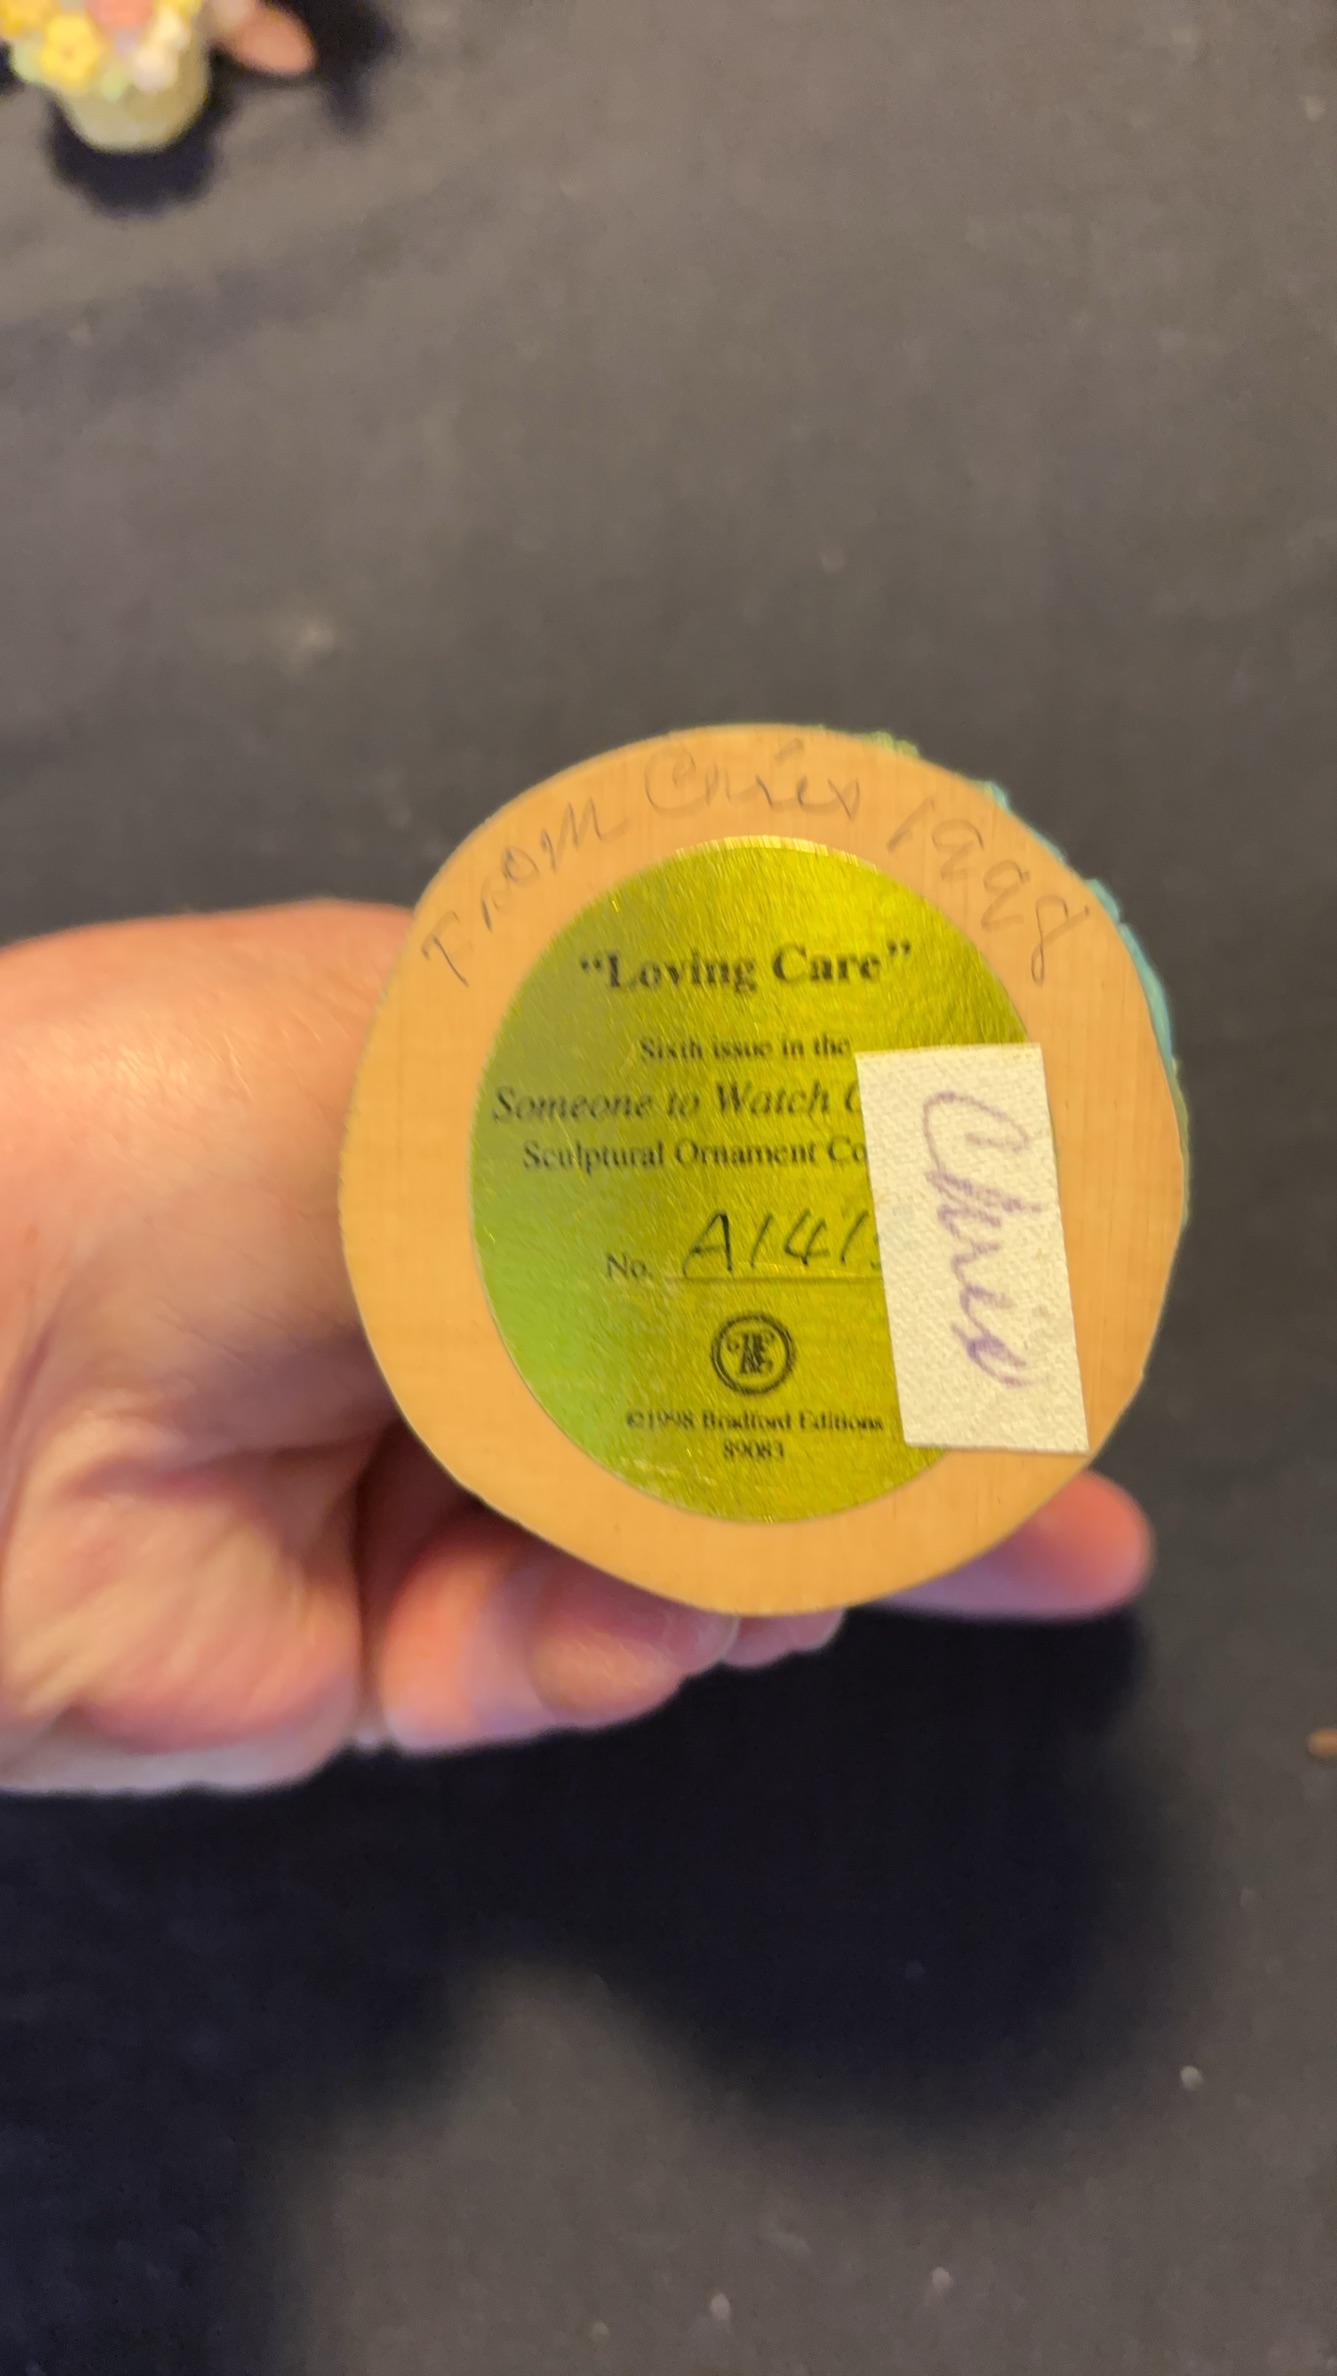 From Chris 1998
"Loving Care"
Sixth issue in the
Someone to Watch O
Sculptural Ornament Co
No. A141
©1998 Bradford Editions
89083
Chris